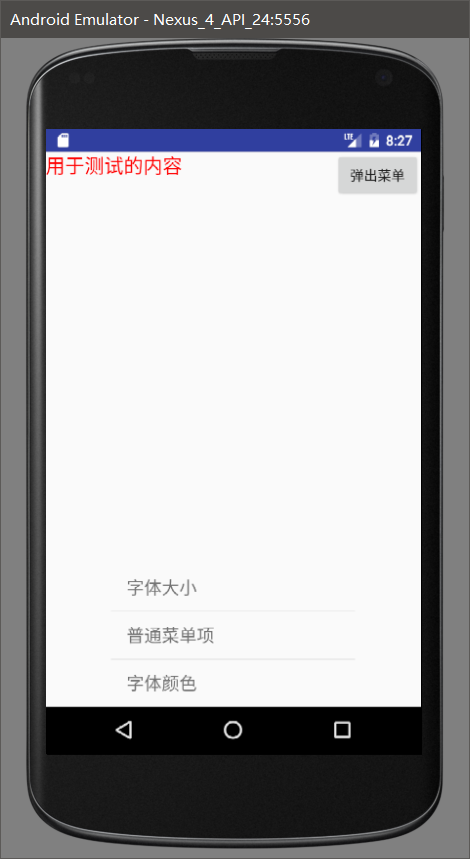 Android Emulator - Nexus_4_API_24:5556
LTE 8:27
用于测试的内容
弹出菜单
字体大小
普通菜单项
字体颜色